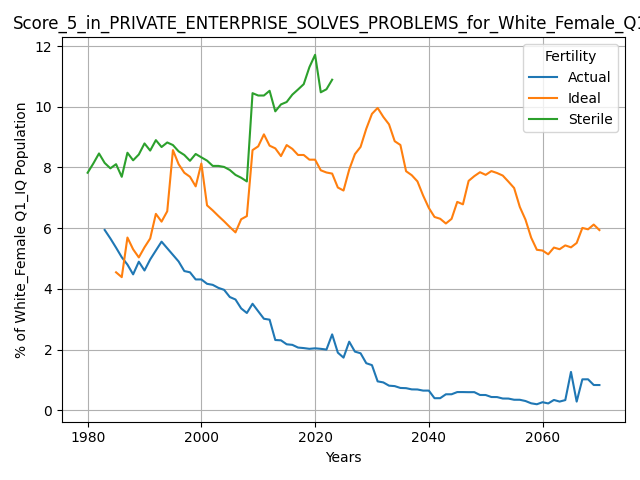 Score_5_in_PRIVATE_ENTERPRISE_SOLVES_PROBLEMS_for_White_Female_Q1
12
10
8
6
4
2
0
% of White_Female Q1_IQ Population
Fertility
Actual
Ideal
Sterile
1980
2000
2020
2040
2060
Years